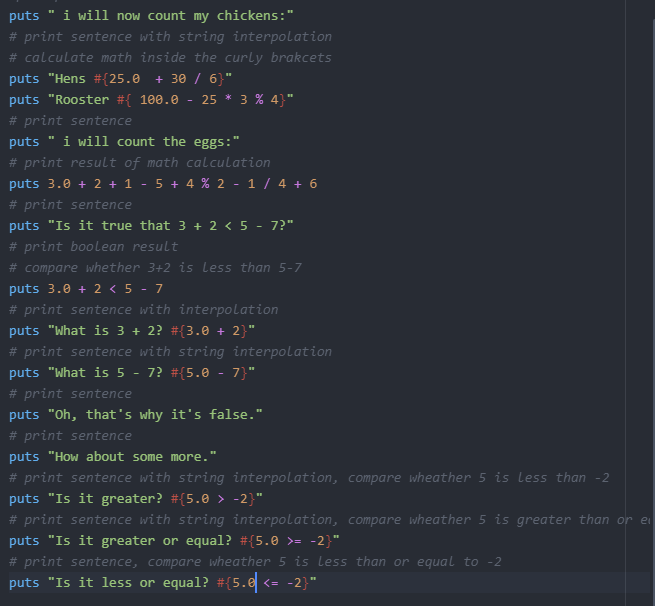 puts " i will now count my chickens:"
# print sentence with string interpolation
# calculate math inside the curly brakcets
puts "Hens #{25.0  + 30 / 6}"
puts "Rooster #{ 100.0 - 25 * 3 % 4}"
# print sentence
puts " i will count the eggs:"
# print result of math calculation
puts 3.0 + 2 + 1 - 5 + 4 % 2 - 1 / 4 + 6
# print sentence
puts "Is it true that 3 + 2 < 5 - 7?"
# print boolean result
# compare whether 3+2 is less than 5-7
puts 3.0 + 2 < 5 - 7
# print sentence with interpolation
puts "What is 3 + 2? #{3.0 + 2}"
# print sentence with string interpolation
puts "What is 5 - 7? #{5.0 - 7}"
# print sentence
puts "Oh, that's why it's false."
# print sentence
puts "How about some more."
# print sentence with string interpolation, compare wheather 5 is less than -2
puts "Is it greater? #{5.0 > -2}"
# print sentence with string interpolation, compare wheather 5 is greater than or
puts "Is it greater or equal? #{5.0 >= -2}"
# print sentence, compare wheather 5 is less than or equal to -2
puts "Is it less or equal? #{5.0 <= -2}"